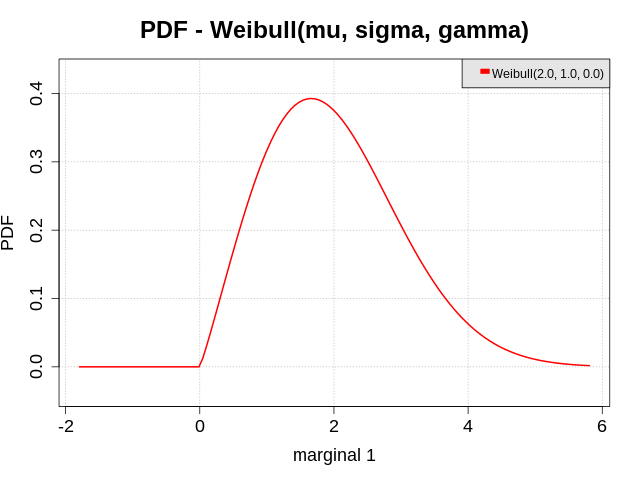 PDF - Weibull(mu, sigma, gamma)
Weibull(2.0, 1.0, 0.0)
0.4
0.3
0.2
0.1
0.0
PDF
-2 0 2 4 6
marginal 1